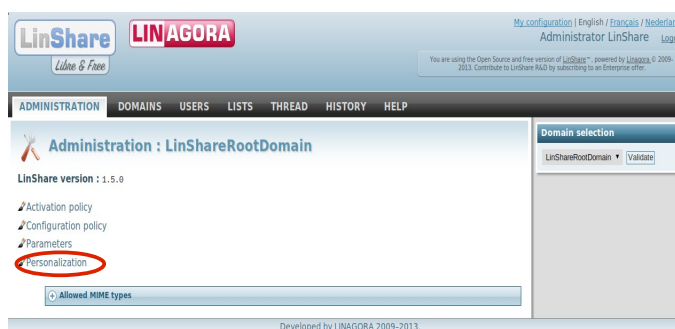 LinShare
Libre & Free
LINAGORA
My configuration | English / Français / Nederlan
Administrator LinShare Logo
You are using the Open Source and free version of LinShare™, powered by Linagora © 2009-
2013. Contribute to LinShare R&D by subscribing to an Enterprise offer.
ADMINISTRATION DOMAINS USERS LISTS THREAD HISTORY HELP
Administration : LinShareRootDomain
LinShare version : 1.5.0
Activation policy
Configuration policy
Parameters
Personalization
Allowed MIME types
Domain selection
LinShareRootDomain Validate
Developed by LINAGORA 2009-2013.